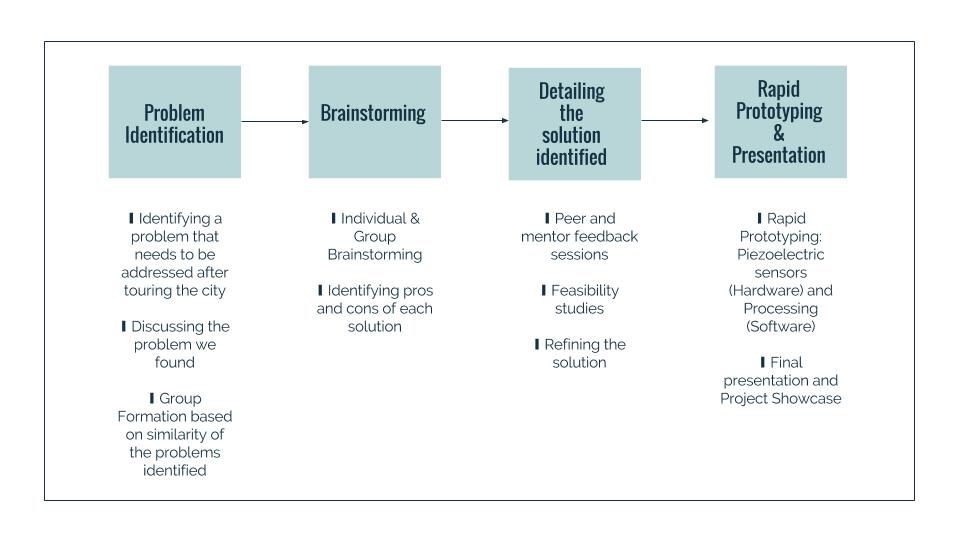 Problem
Identification
Brainstorming
Detailing
the
solution
identified
Rapid
Prototyping
&
Presentation
❙ Identifying a
problem that
needs to be
addressed after
touring the city
❙ Discussing the
problem we
found
❙ Group
Formation based
on similarity of
the problems
identified
❙ Individual &
Group
Brainstorming
❙ Identifying pros
and cons of each
solution
❙ Peer and
mentor feedback
sessions
❙ Feasibility
studies
❙ Refining the
solution
❙ Rapid
Prototyping:
Piezoelectric
sensors
(Hardware) and
Processing
(Software)
❙ Final
presentation and
Project Showcase